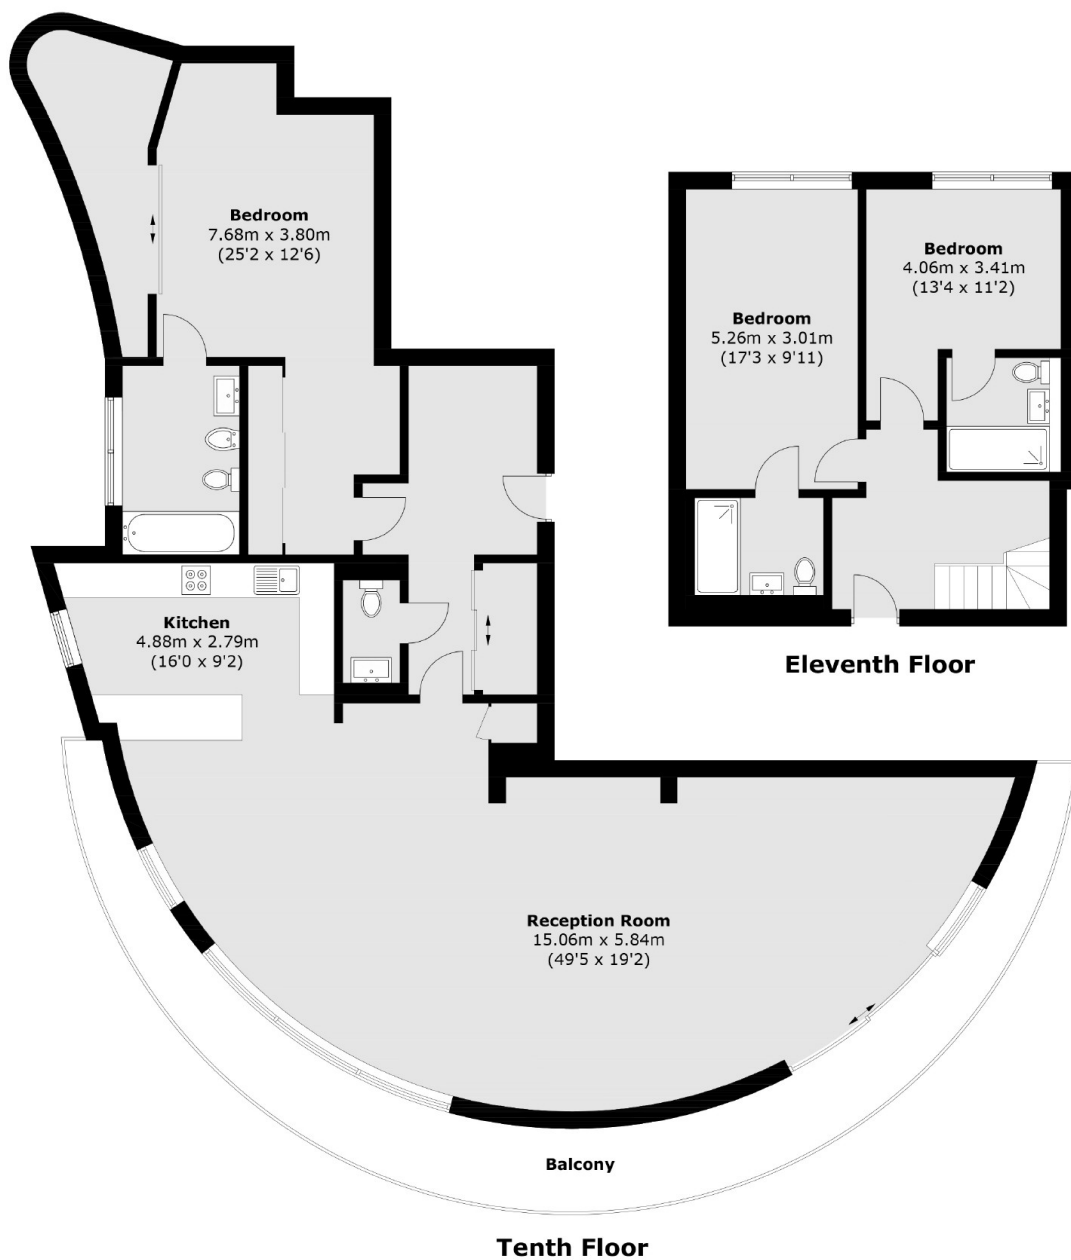 Bedroom
7.68m x 3.80m
(25'2 x 12'6)
Bedroom
5.26m x 3.01m
(17'3 x 9'11)
Bedroom
4.06m x 3.41m
(13'4 x 11'2)
Eleventh Floor
Kitchen
4.88m x 2.79m
(16'0 x 9'2)
Reception Room
15.06m x 5.84m
(49'5 x 19'2)
Balcony
Tenth Floor